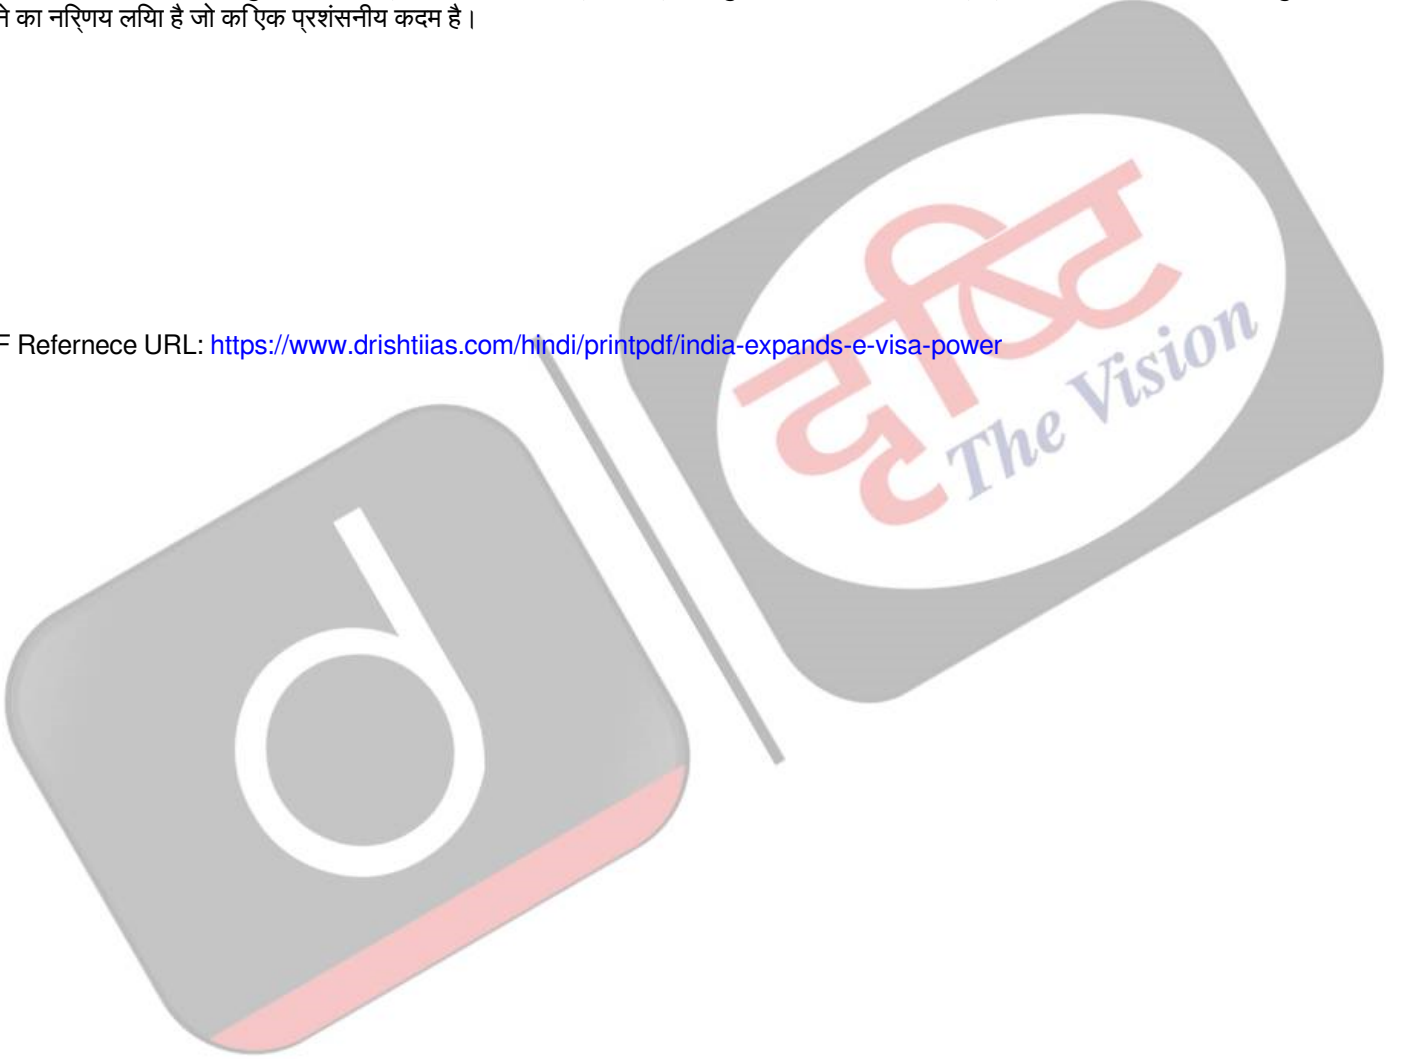 ने का निर्णय लिया है जो कि एक प्रशंसनीय कदम है।
F Refernece URL: https://www.drishtiias.com/hindi/printpdf/india-expands-e-visa-power
दृष्टि
The Vision
d